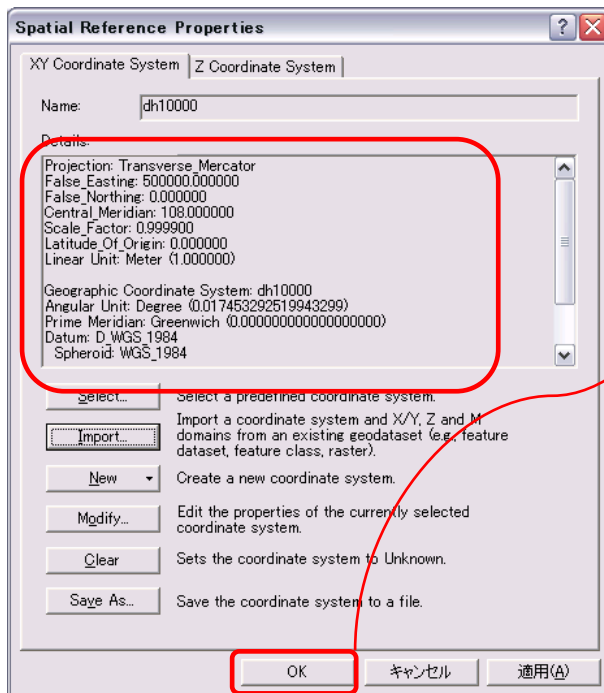 Spatial Reference Properties
XY Coordinate System
Z Coordinate System
Name:
dh10000
Details:
Projection: Transverse_Mercator
False_Easting: 500000.000000
False_Northing: 0.000000
Central_Meridian: 108.000000
Scale_Factor: 0.999900
Latitude_Of_Origin: 0.000000
Linear Unit: Meter (1.000000)
Geographic Coordinate System: dh10000
Angular Unit: Degree (0.017453292519943299)
Prime Meridian: Greenwich (0.000000000000000000)
Datum: D_WGS_1984
Spheroid: WGS_1984
Select...
Select a predefined coordinate system.
Import...
Import a coordinate system and X/Y, Z and M
domains from an existing geodataset (e.g., feature
dataset, feature class, raster).
New
Create a new coordinate system.
Modify...
Edit the properties of the currently selected
coordinate system.
Clear
Sets the coordinate system to Unknown.
Save As...
Save the coordinate system to a file.
OK
キャンセル
適用(A)